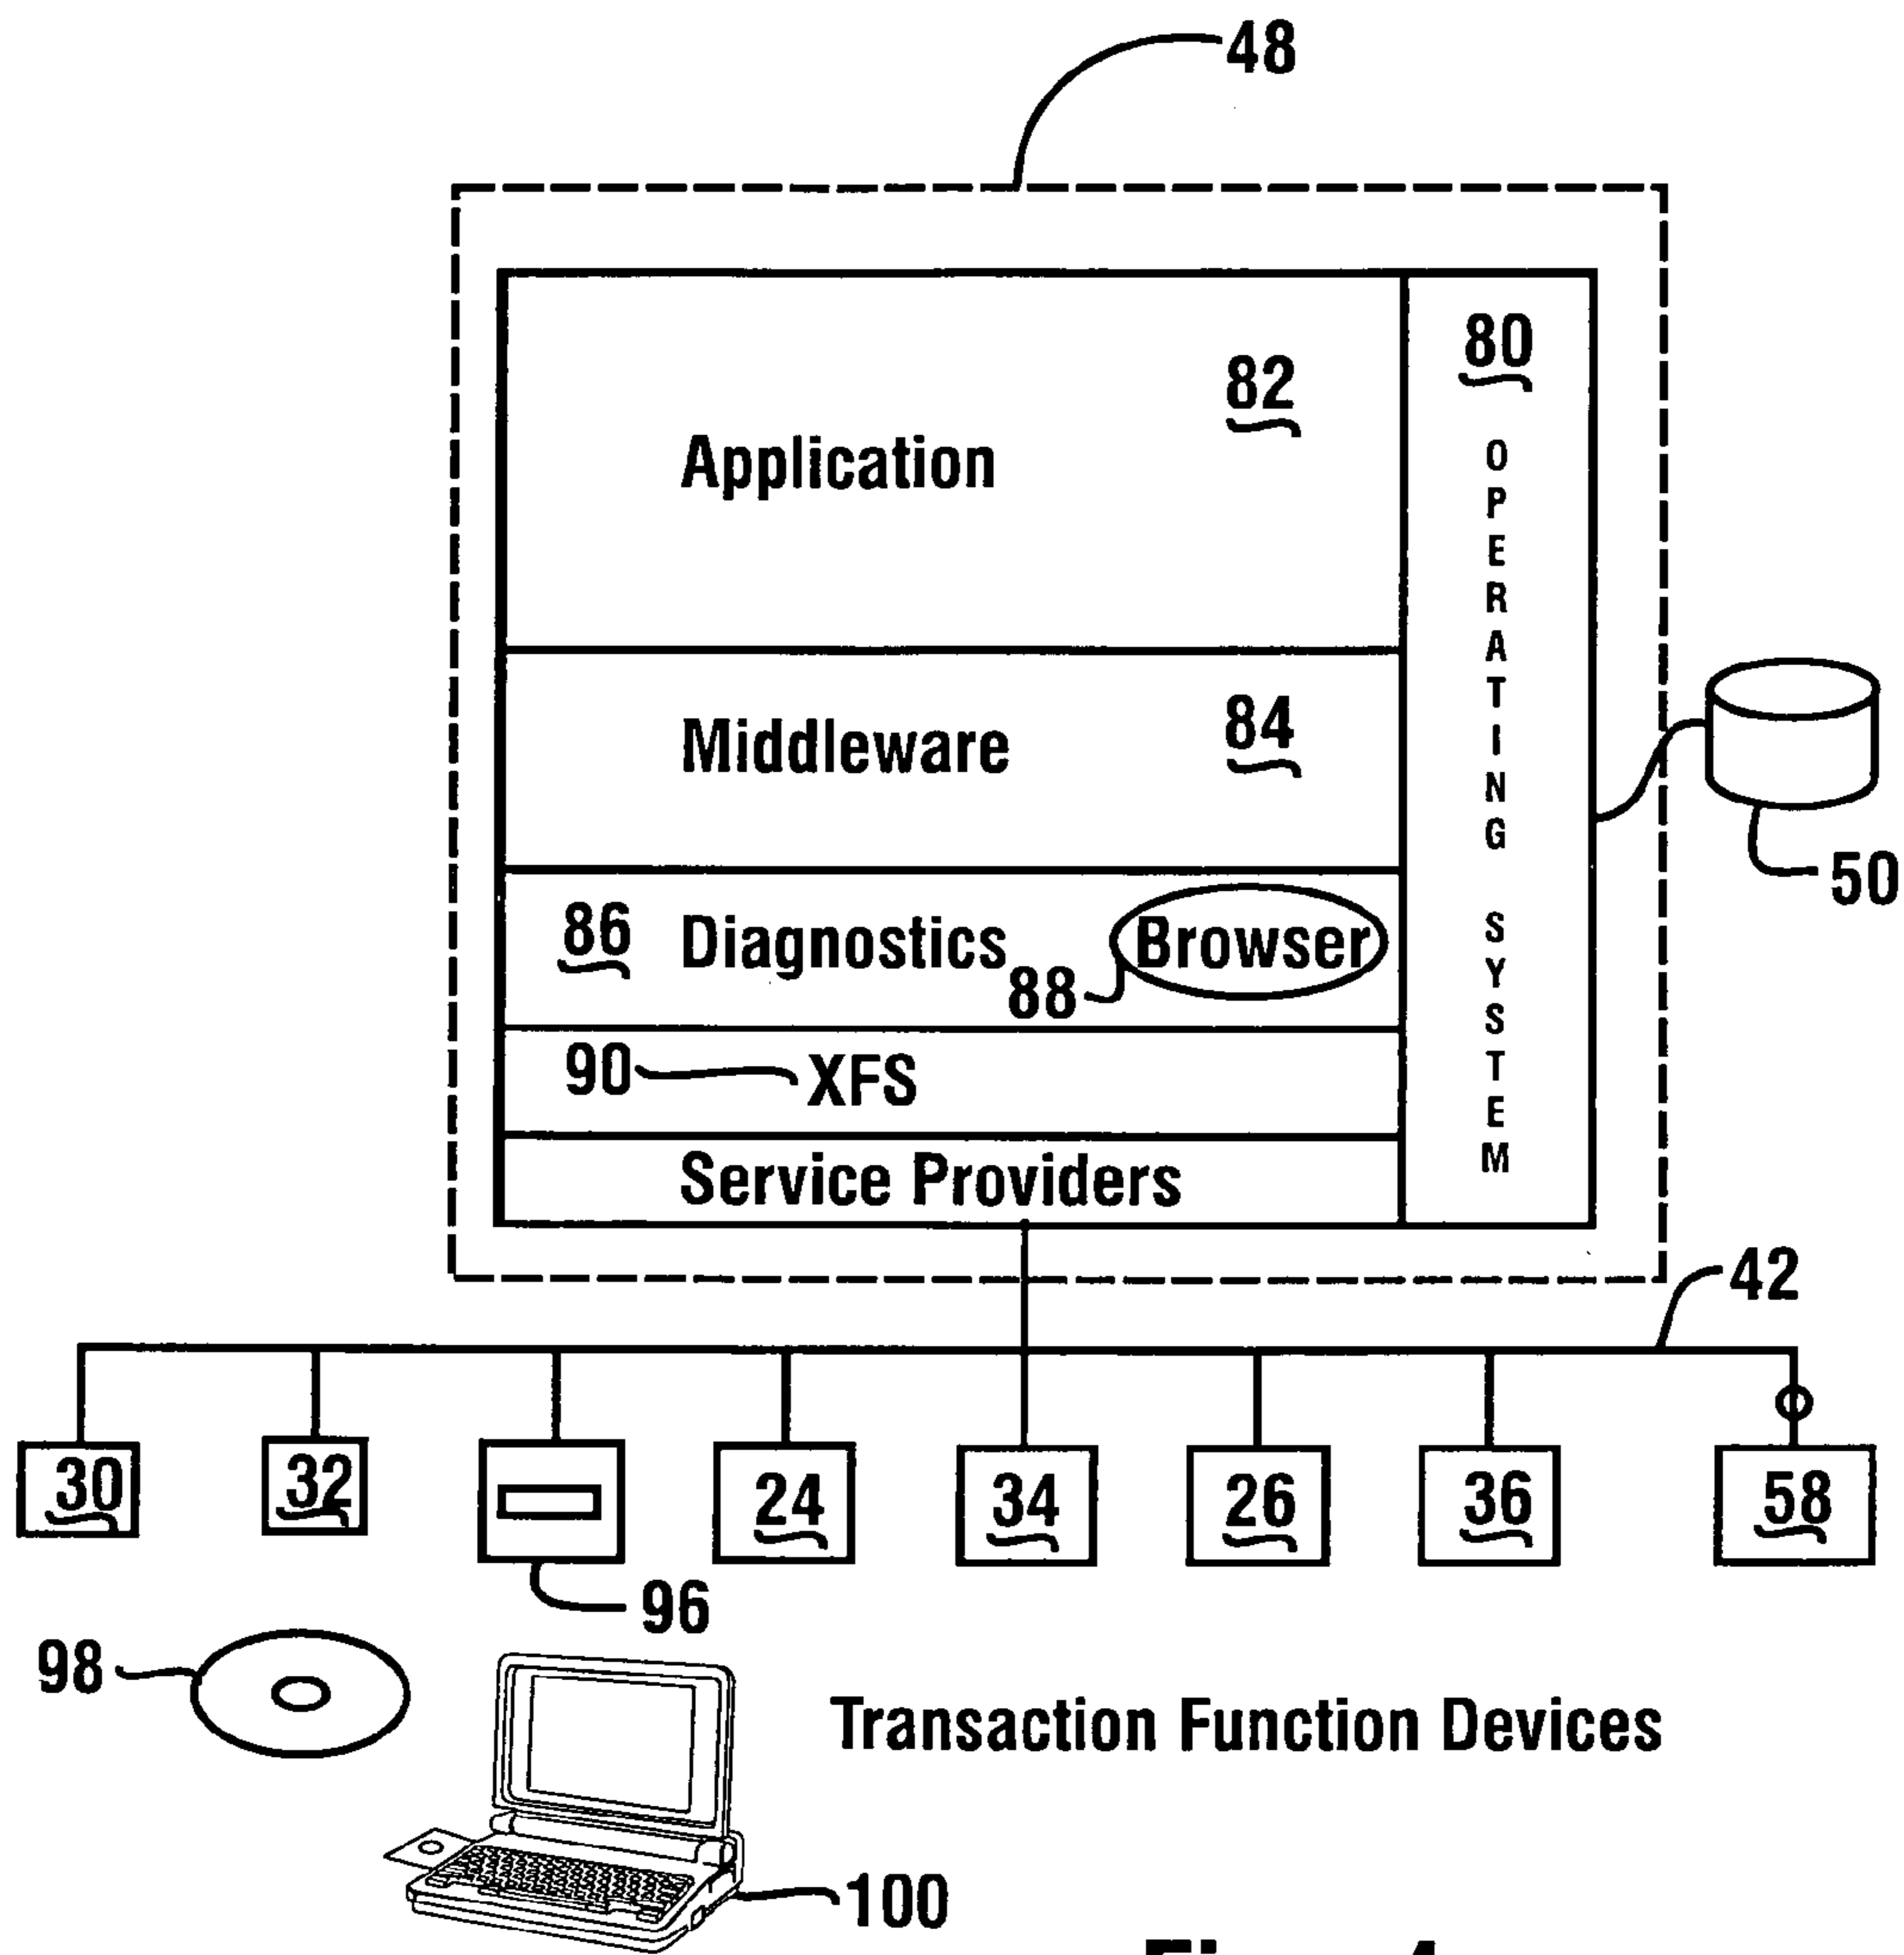 48
80
82
Application
OPERATING SYSTEM
Middleware
84
50
86 Diagnostics Browser
88
90 XFS
Service Providers
42
30 32 24 34 26 36 58
96
98
Transaction Function Devices
100